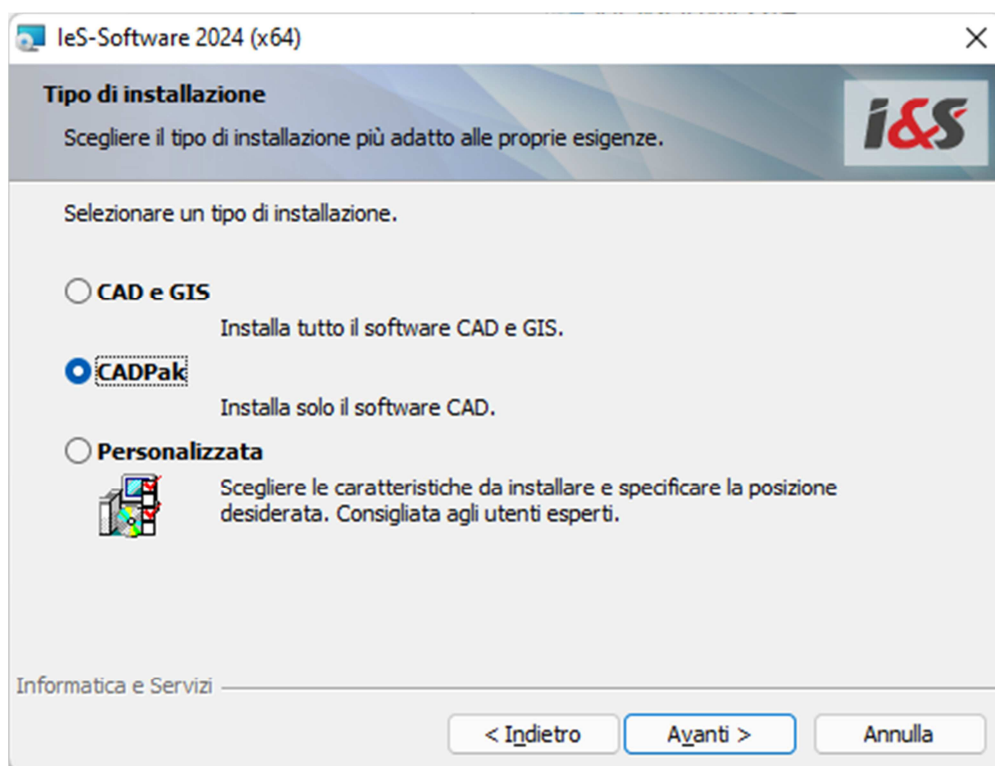 IeS-Software 2024 (x64)
Tipo di installazione
Scegliere il tipo di installazione più adatto alle proprie esigenze.
i&S
Selezionare un tipo di installazione.
CAD e GIS
Installa tutto il software CAD e GIS.
CADPak
Installa solo il software CAD.
Personalizzata
Scegliere le caratteristiche da installare e specificare la posizione
desiderata. Consigliata agli utenti esperti.
Informatica e Servizi
< Indietro
Avanti >
Annulla